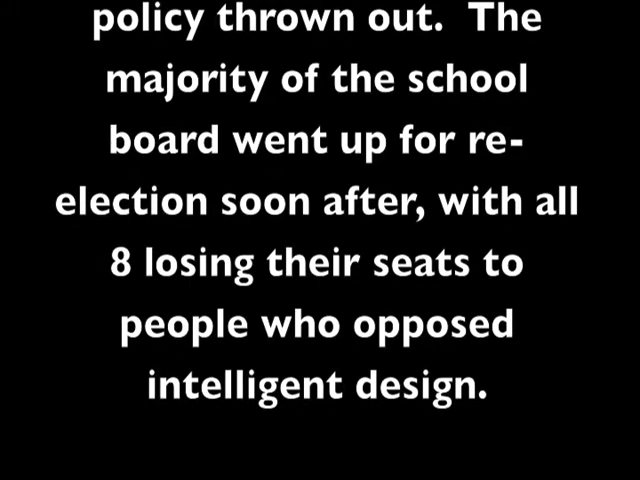 policy thrown out.  The
majority of the school
board went up for re-
election soon after, with all
8 losing their seats to
people who opposed
intelligent design.